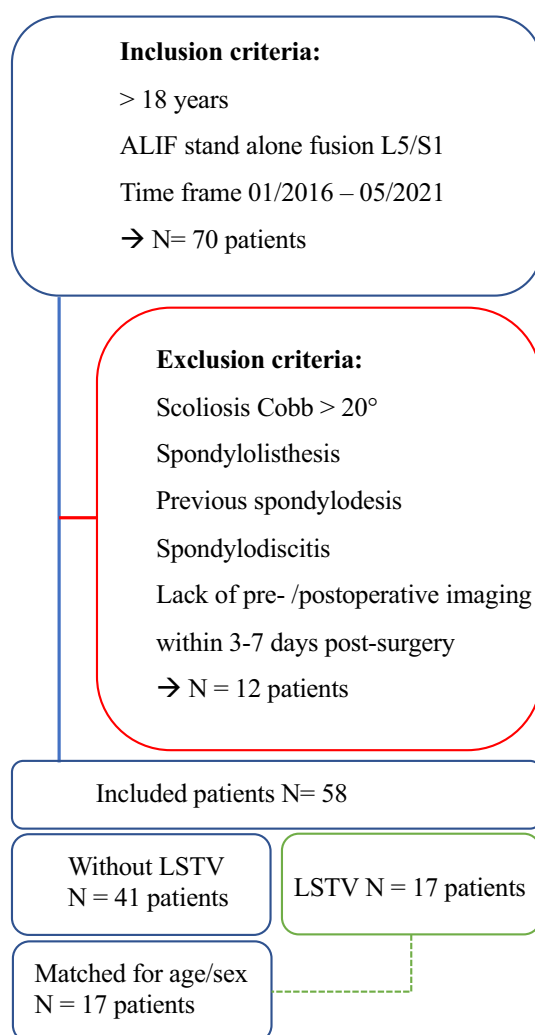 Inclusion criteria:
> 18 years
ALIF stand alone fusion L5/S1
Time frame 01/2016 – 05/2021
→ N= 70 patients
Exclusion criteria:
Scoliosis Cobb > 20°
Spondylolisthesis
Previous spondylodesis
Spondylodiscitis
Lack of pre- /postoperative imaging
within 3-7 days post-surgery
→ N = 12 patients
Included patients N= 58
Without LSTV
N = 41 patients
LSTV N = 17 patients
Matched for age/sex
N = 17 patients